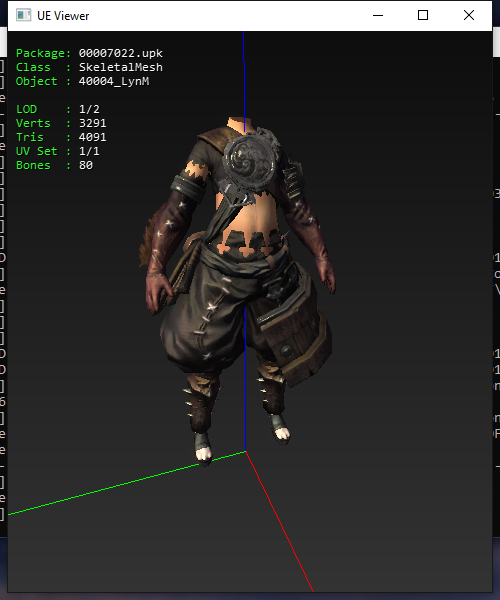 UE Viewer
Package: 00007022.upk
Class : SkeletalMesh
Object : 40004_LynM
LOD : 1/2
Verts : 3291
Tris : 4091
UV Set : 1/1
Bones : 80